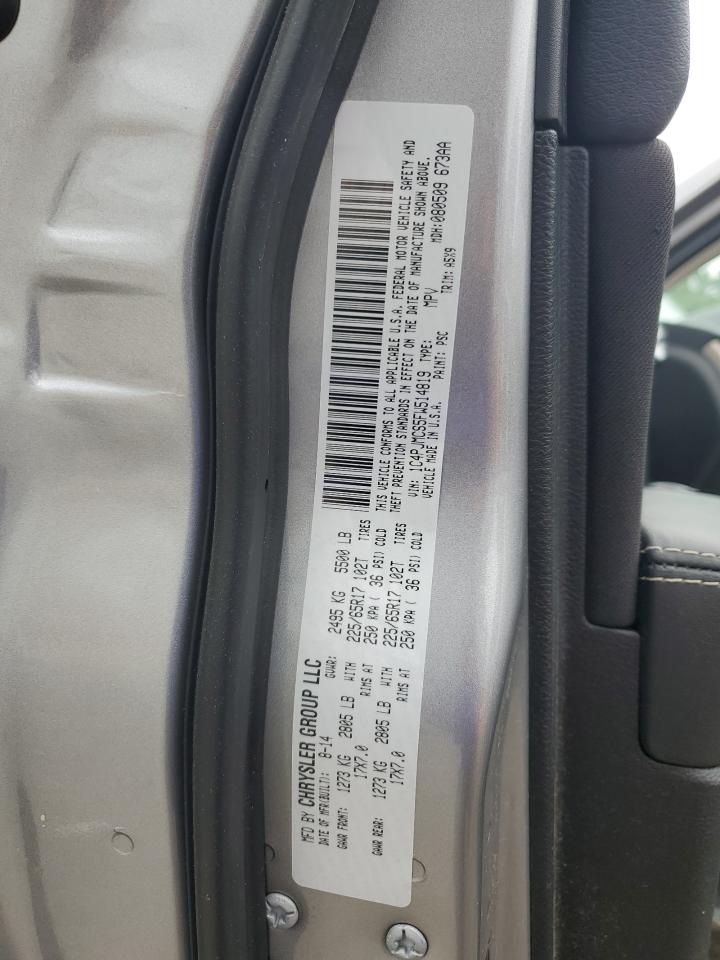 MFD BY CHRYSLER GROUP LLC
DATE OF MFR(BUILT): 8-14 GVWR: 2495 KG 5500 LB
GAWR FRONT: 1273 KG 2805 LB WITH 225/65R17 102T TIRES
17X7.0 RIMS AT 250 KPA ( 36 PSI) COLD
GAWR REAR: 1273 KG 2805 LB WITH 225/65R17 102T TIRES
17X7.0 RIMS AT 250 KPA ( 36 PSI) COLD
THIS VEHICLE CONFORMS TO ALL APPLICABLE U.S.A. FEDERAL MOTOR VEHICLE SAFETY AND
THEFT PREVENTION STANDARDS IN EFFECT ON THE DATE OF MANUFACTURE SHOWN ABOVE.
VIN: 1C4PJMCS5FW514819 TYPE: MPV MDH:080509 673AA
VEHICLE MADE IN U.S.A. PAINT: PSC TRIM: A5X9